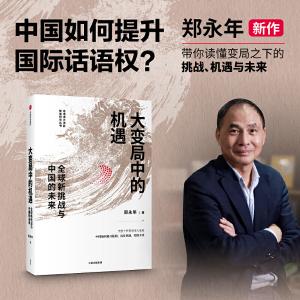 中国如何提升
国际话语权？
郑永年 新作
带你读懂变局之下的
挑战、机遇与未来
大变局中的
机遇
全球新挑战与
中国的未来
郑永年 著